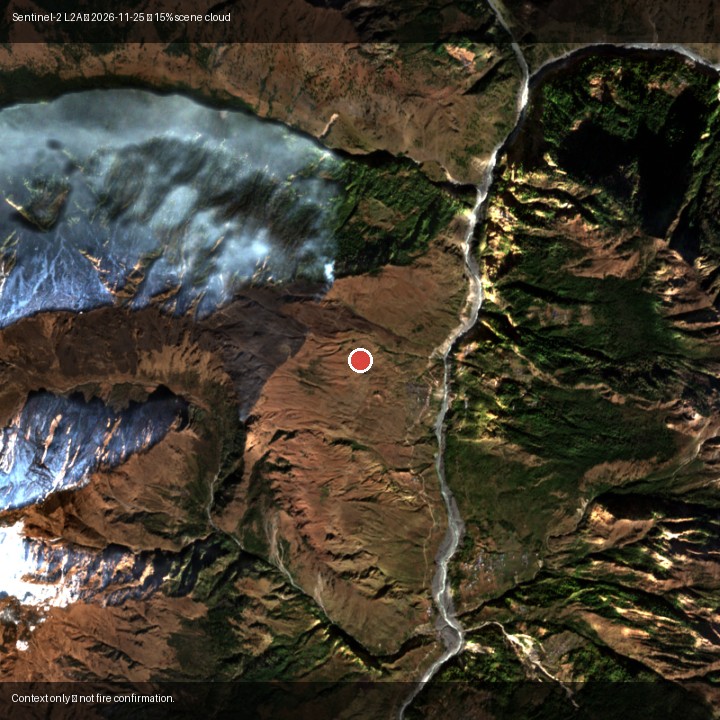 Sentinel-2 L2A▯2026-11-25▯15%scene cloud
Context only▯not fire confirmation.